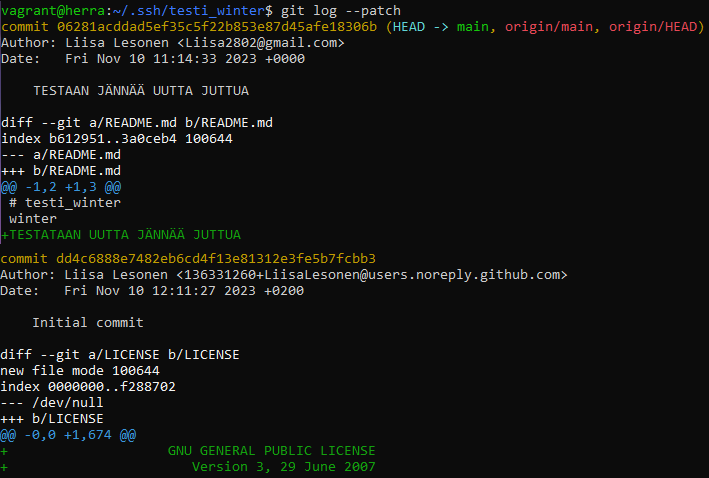 vagrant@herra:~/.ssh/testi_winter$ git log --patch
commit 06281acddad5ef35c5f22b853e87d45afe18306b (HEAD -> main, origin/main, origin/HEAD)
Author: Liisa Lesonen <Liisa2802@gmail.com>
Date:   Fri Nov 10 11:14:33 2023 +0000
    TESTAAN JÄNNÄÄ UUTTA JUTTUA
diff --git a/README.md b/README.md
index b612951..3a0ceb4 100644
--- a/README.md
+++ b/README.md
@@ -1,2 +1,3 @@
 # testi_winter
 winter
+TESTATAAN UUTTA JÄNNÄÄ JUTTUA
commit dd4c6888e7482eb6cd4f13e81312e3fe5b7fcbb3
Author: Liisa Lesonen <136331260+LiisaLesonen@users.noreply.github.com>
Date:   Fri Nov 10 12:11:27 2023 +0200
    Initial commit
diff --git a/LICENSE b/LICENSE
new file mode 100644
index 0000000..f288702
--- /dev/null
+++ b/LICENSE
@@ -0,0 +1,674 @@
+                    GNU GENERAL PUBLIC LICENSE
+                       Version 3, 29 June 2007